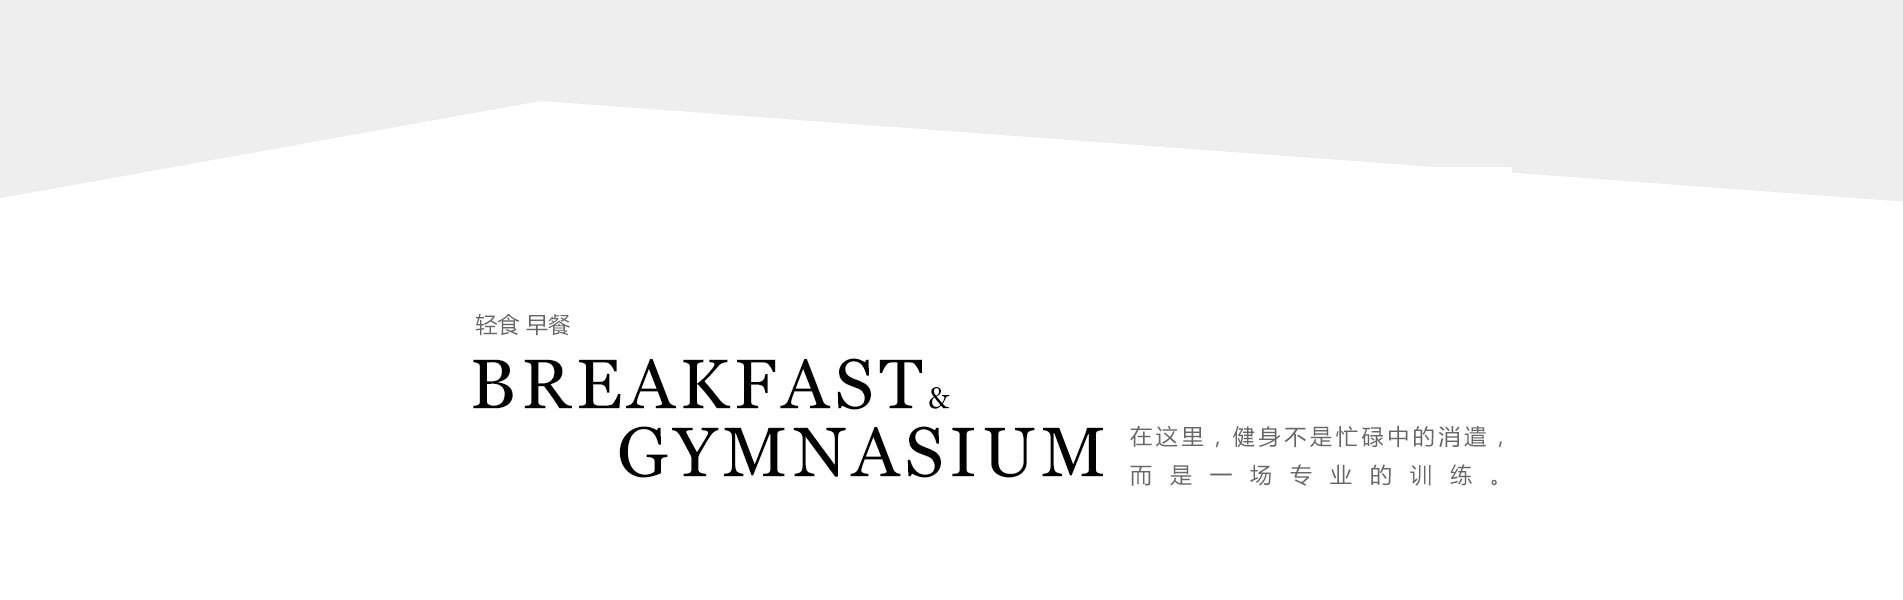 轻食 早餐
BREAKFAST&
GYMNASIUM
在这里，健身不是忙碌中的消遣，
而是一场专业的训练。